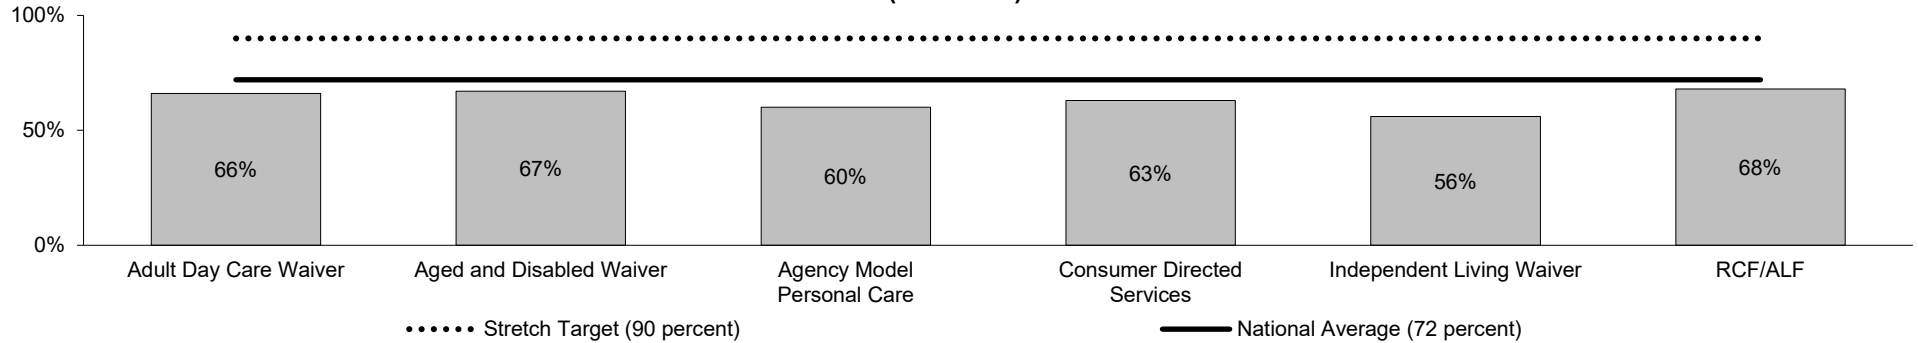 100%
50%
0%
66%
67%
60%
63%
56%
68%
Adult Day Care Waiver
Aged and Disabled Waiver
Agency Model
Personal Care
Consumer Directed
Services
Independent Living Waiver
RCF/ALF
Stretch Target (90 percent)
National Average (72 percent)